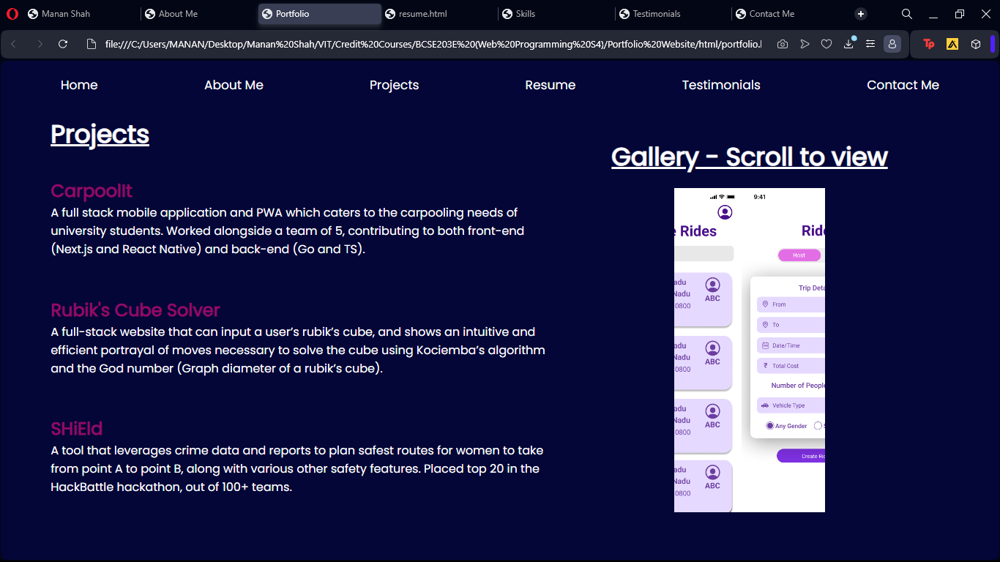 Manan Shah
About Me
Portfolio
resume.html
Skills
Testimonials
Contact Me
file:///C:/Users/MANAN/Desktop/Manan%20Shah/VIT/Credit%20Courses/BCSE203E%20(Web%20Programming%20S4)/Portfolio%20Website/html/portfolio.
Tp
Home
About Me
Projects
Resume
Testimonials
Contact Me
Projects
CarpoolIt
A full stack mobile application and PWA which caters to the carpooling needs of
university students. Worked alongside a team of 5, contributing to both front-end
(Next.js and React Native) and back-end (Go and TS).
Rubik's Cube Solver
A full-stack website that can input a user’s rubik’s cube, and shows an intuitive and
efficient portrayal of moves necessary to solve the cube using Kociemba’s algorithm
and the God number (Graph diameter of a rubik’s cube).
SHiEld
A tool that leverages crime data and reports to plan safest routes for women to take
from point A to point B, along with various other safety features. Placed top 20 in the
HackBattle hackathon, out of 100+ teams.
Gallery - Scroll to view
e Rides
adu
Nadu
0800
ABC
adu
Nadu
0800
ABC
adu
Nadu
0800
ABC
adu
Nadu
0800
ABC
9:41
Rid
Host
Trip Deta
From
To
Date/Time
₹ Total Cost
Number of People
Vehicle Type
Any Gender
Create Rid